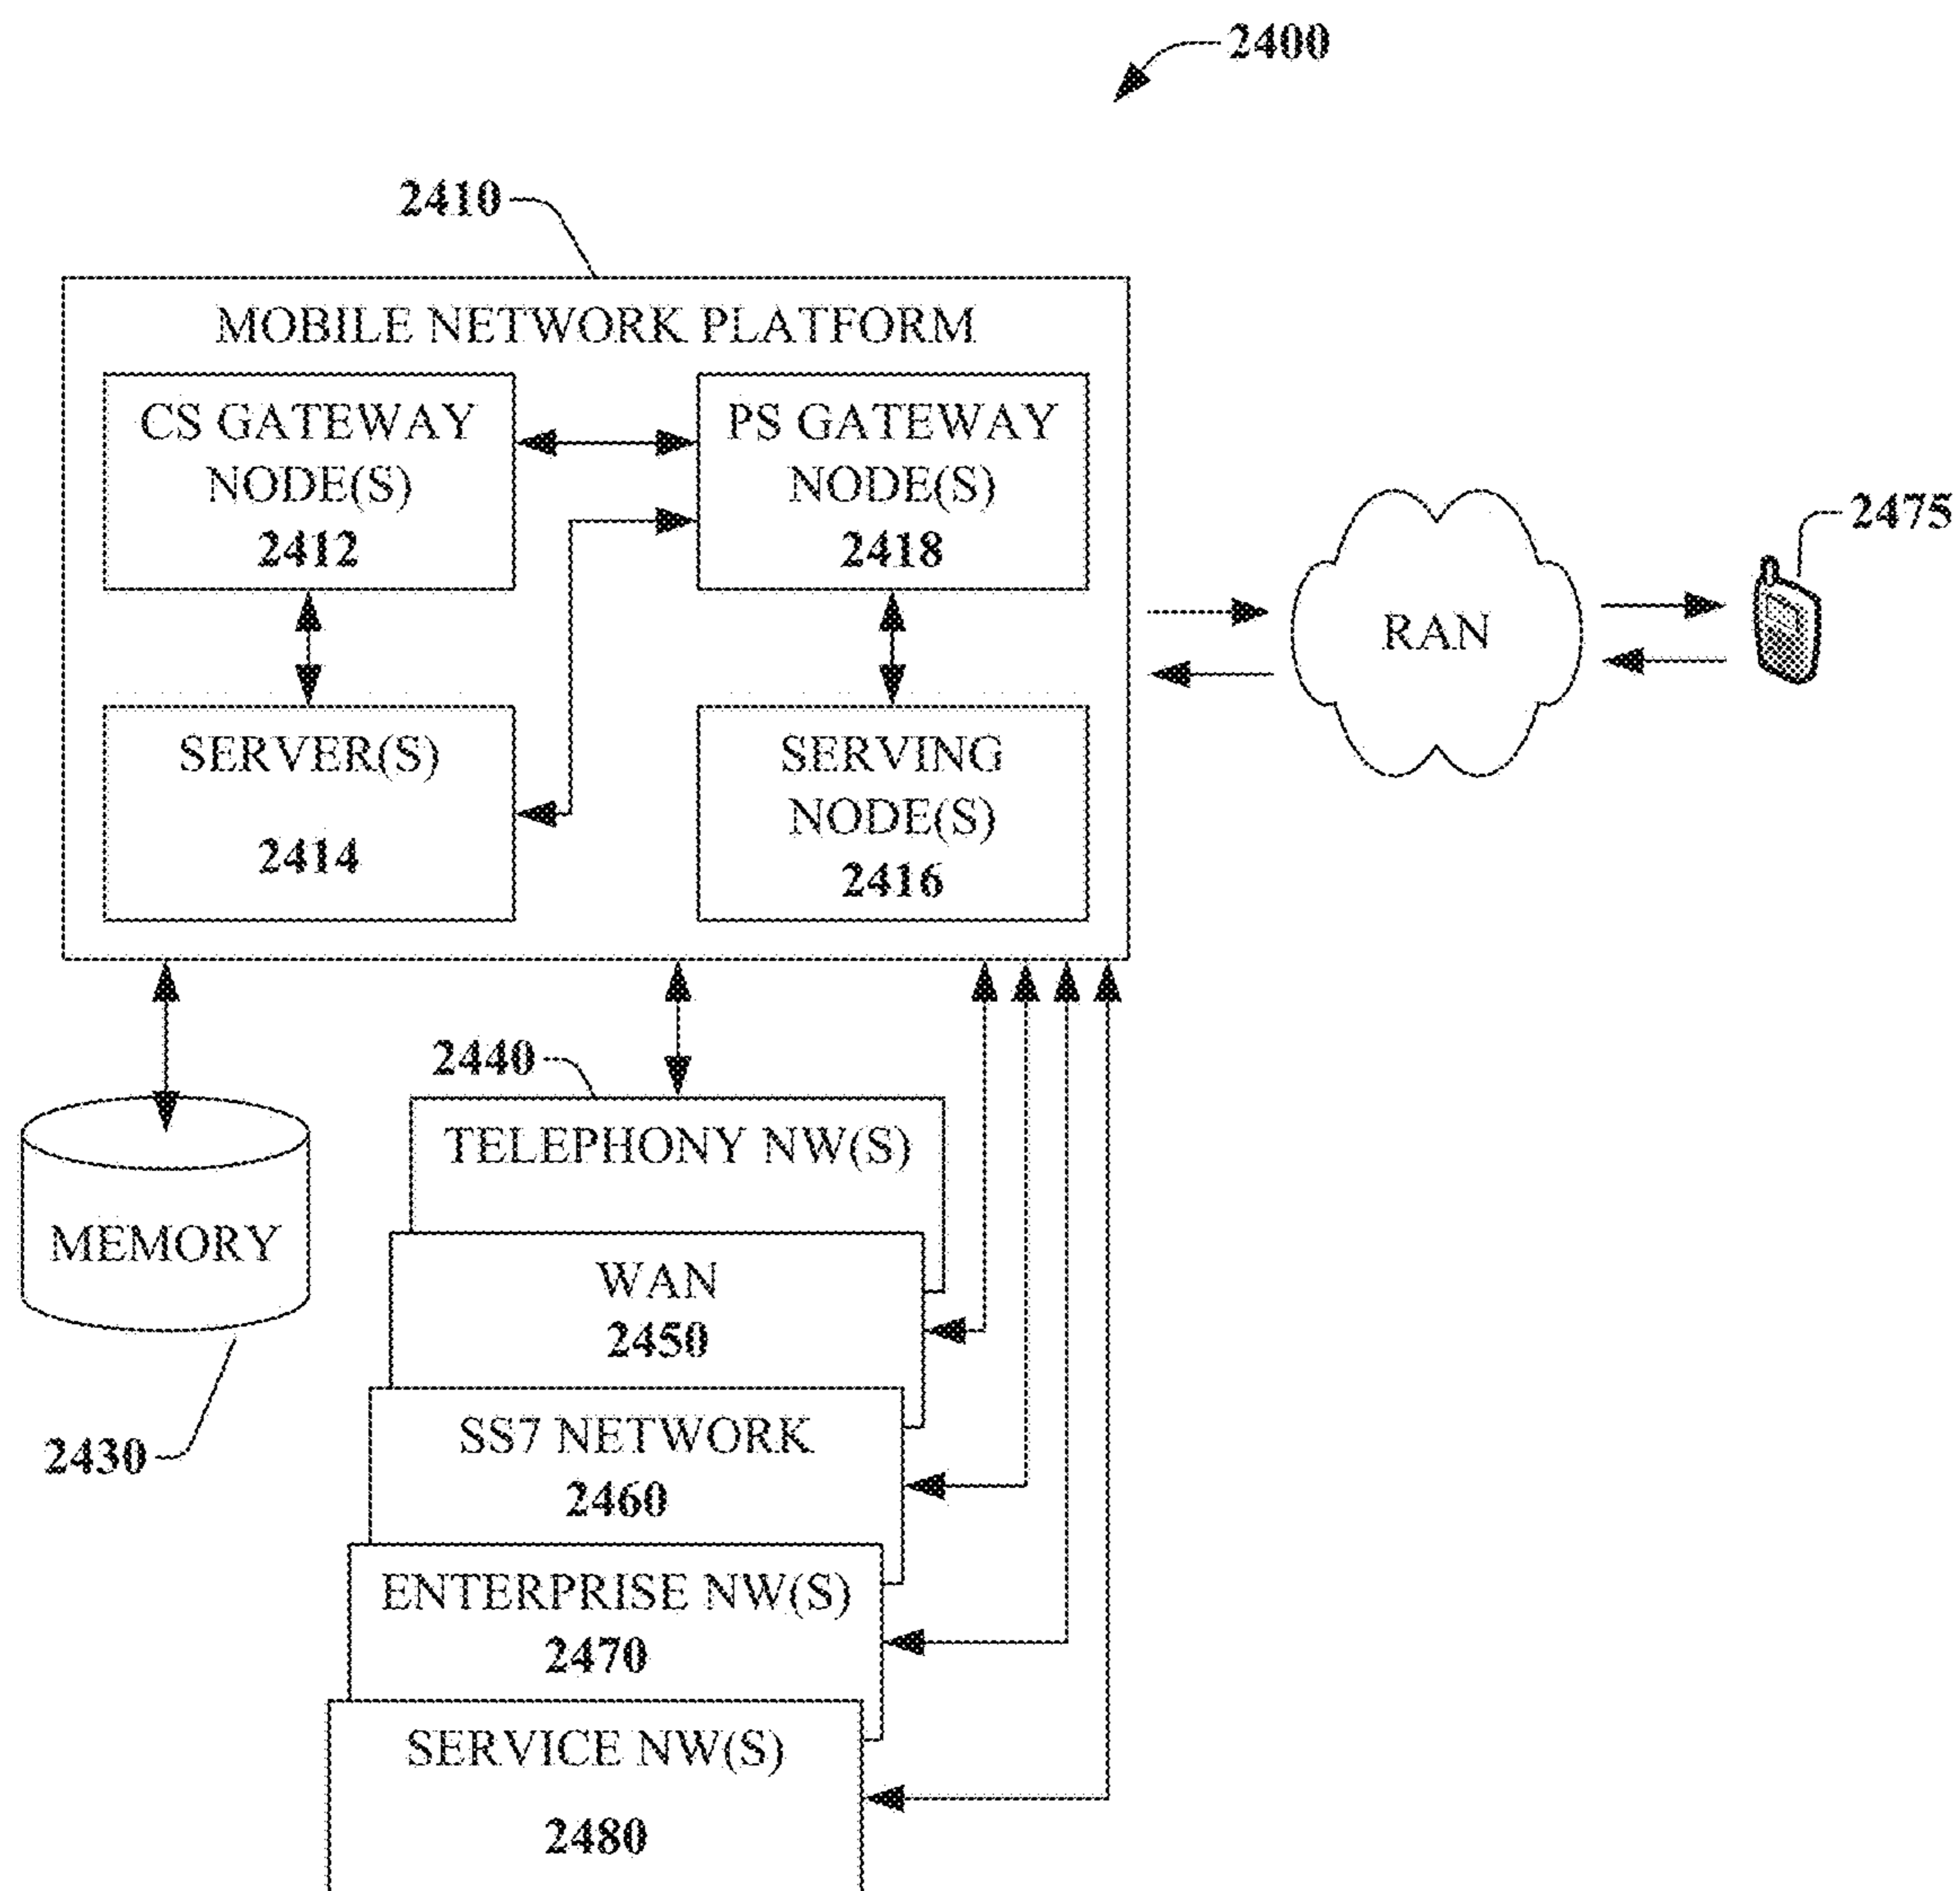 2400
2410
MOBILE NETWORK PLATFORM
CS GATEWAY
NODE(S)
2412
PS GATEWAY
NODE(S)
2418
SERVER(S)
2414
SERVING
NODE(S)
2416
RAN
2475
2440
TELEPHONY NW(S)
MEMORY
2430
WAN
2450
SS7 NETWORK
2460
ENTERPRISE NW(S)
2470
SERVICE NW(S)
2480